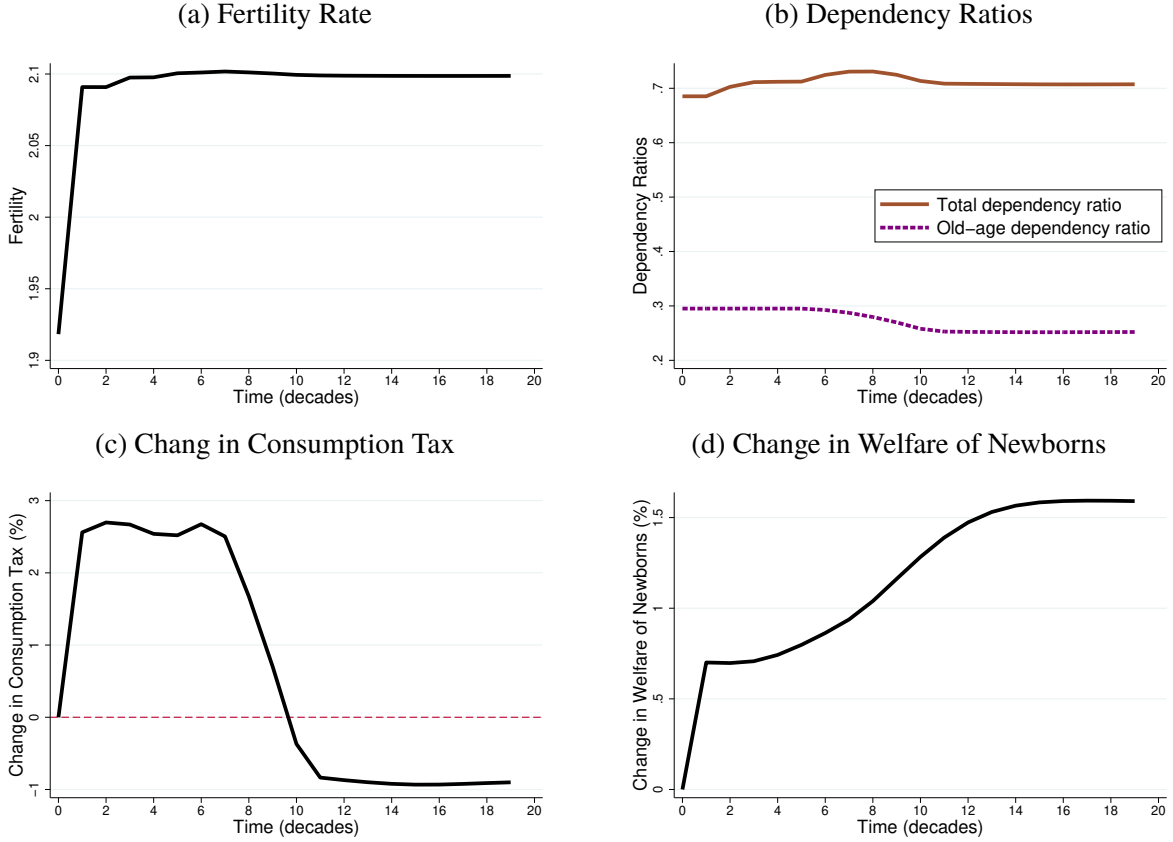 (a) Fertility Rate
Fertility
1.9 1.95 2 2.05 2.1
0 2 4 6 8 10 12 14 16 18 20
Time (decades)
(b) Dependency Ratios
Dependency Ratios
.2 .3 .4 .5 .6 .7
Total dependency ratio
Old-age dependency ratio
0 2 4 6 8 10 12 14 16 18 20
Time (decades)
(c) Chang in Consumption Tax
Change in Consumption Tax (%)
-1 0 1 2 3
0 2 4 6 8 10 12 14 16 18 20
Time (decades)
(d) Change in Welfare of Newborns
Change in Welfare of Newborns (%)
0 .5 1 1.5
0 2 4 6 8 10 12 14 16 18 20
Time (decades)